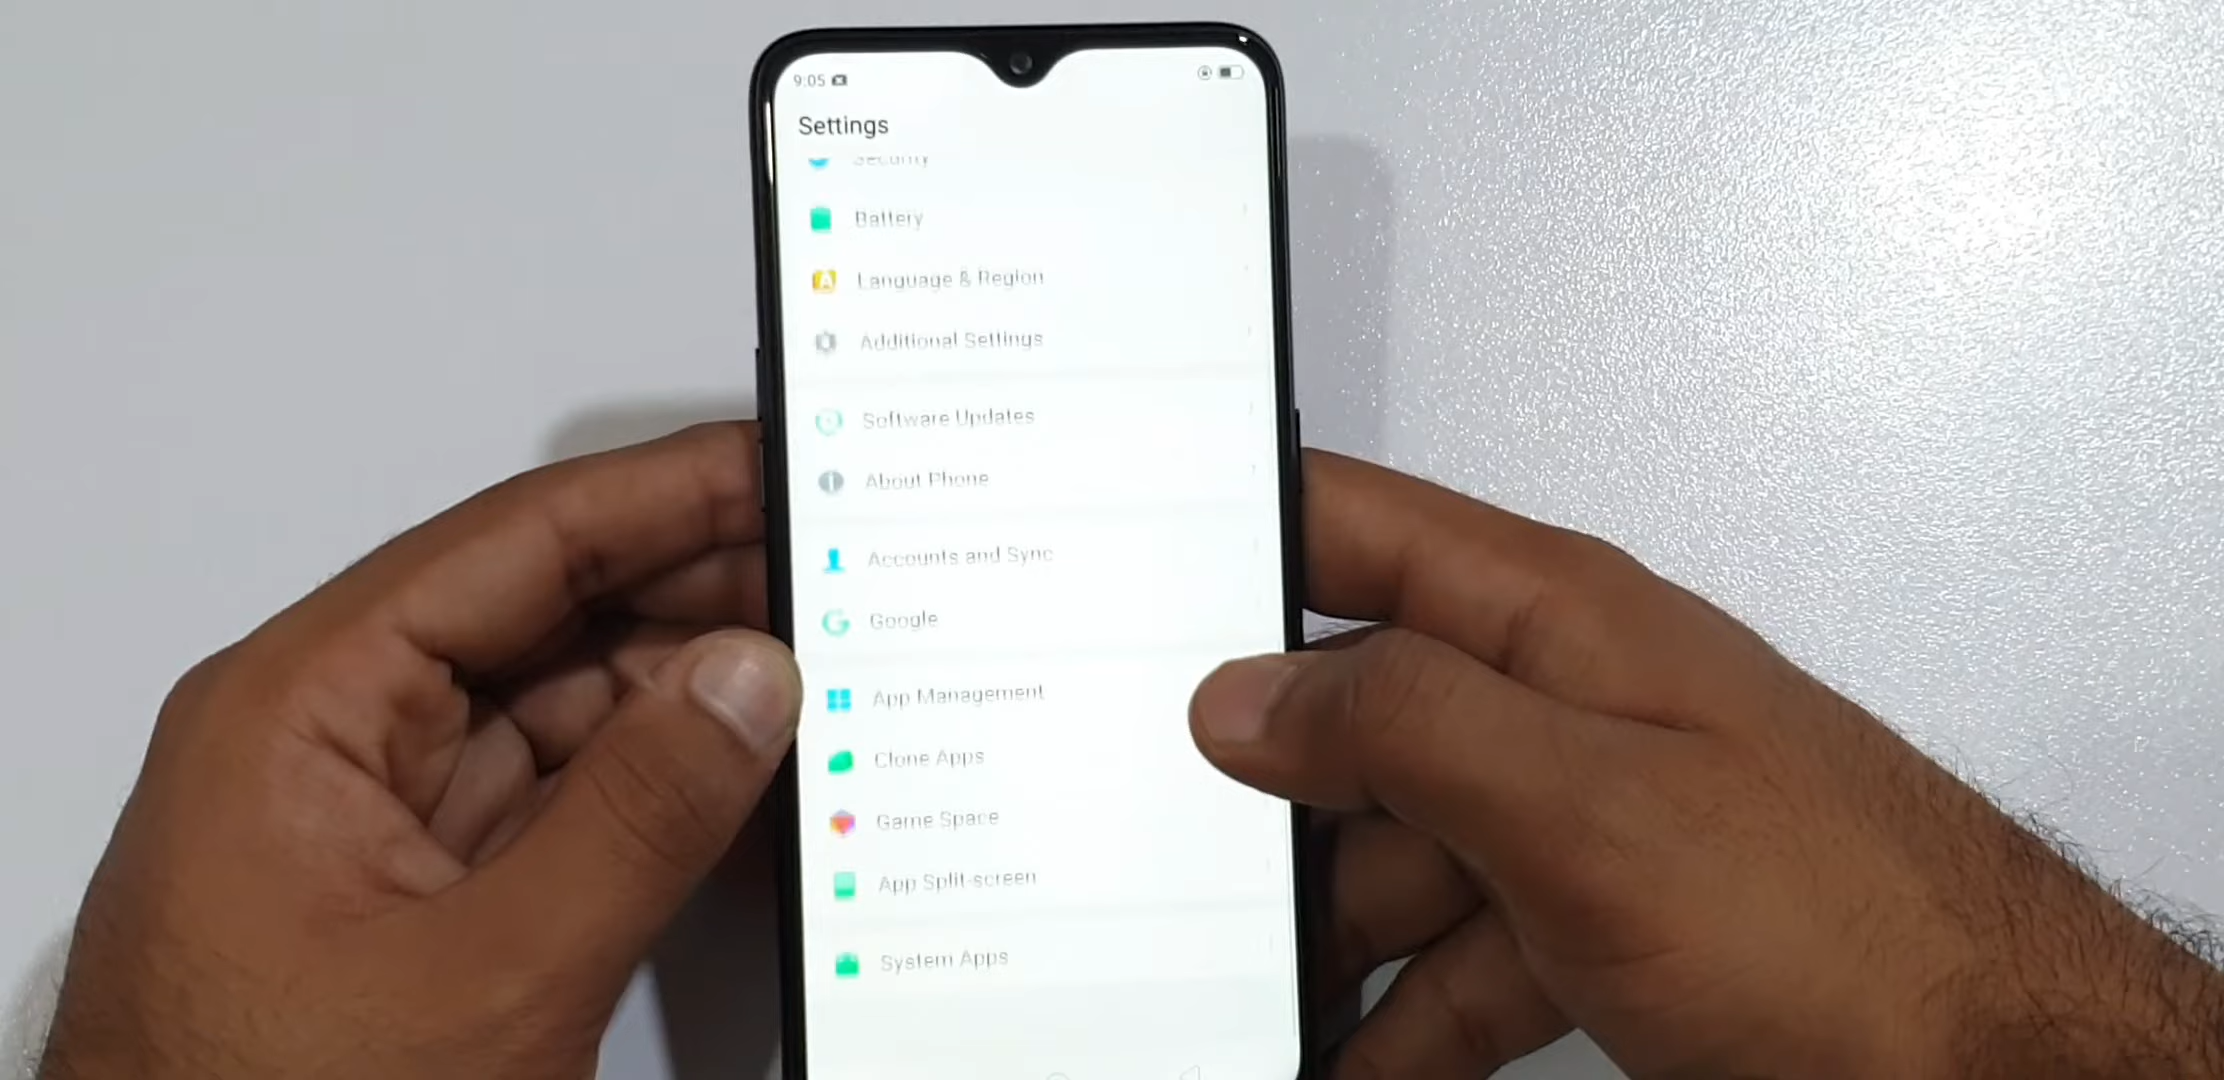 9:05
Settings
Security
Battery
Language & Region
Additional Settings
Software Updates
About Phone
Accounts and Sync
Google
App Management
Clone Apps
Game Space
App Split-screen
System Apps